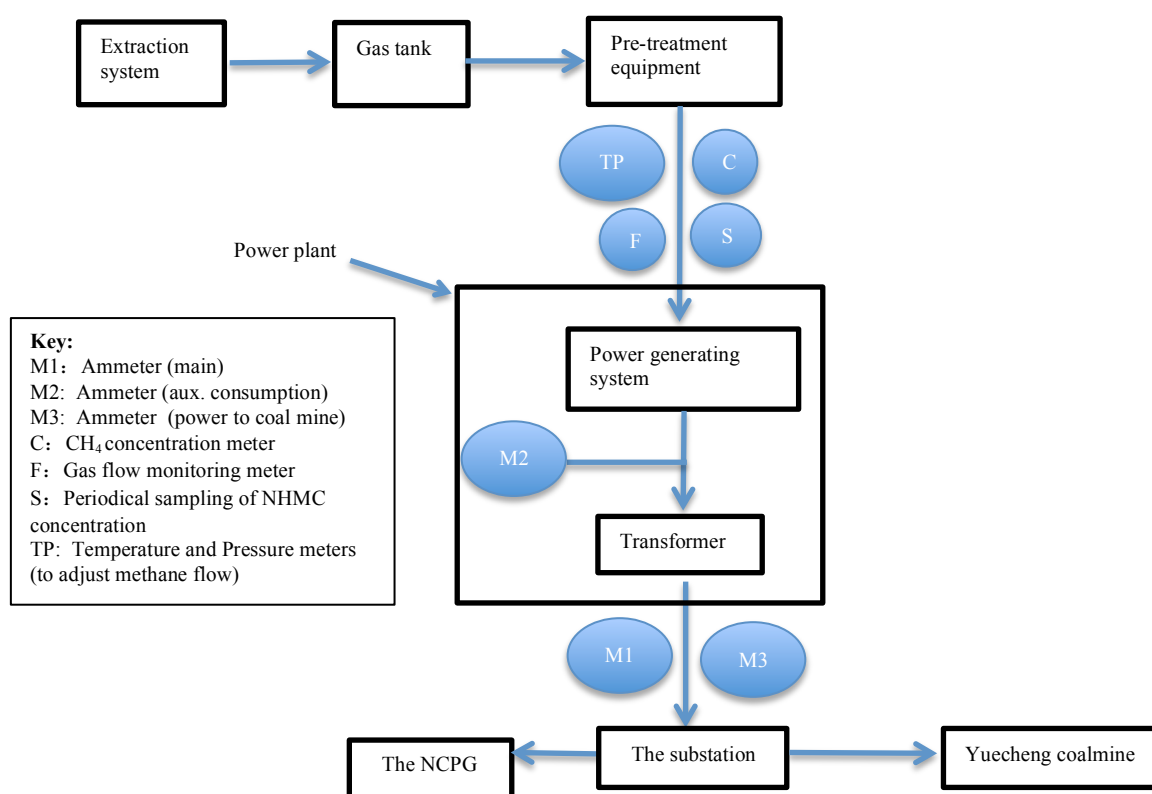 Extraction
system
Gas tank
Pre-treatment
equipment
TP
C
F
S
Power plant
Key:
M1：Ammeter (main)
M2: Ammeter (aux. consumption)
M3: Ammeter (power to coal mine)
C：CH₄ concentration meter
F：Gas flow monitoring meter
S：Periodical sampling of NHMC
concentration
TP: Temperature and Pressure meters
(to adjust methane flow)
Power generating
system
M2
Transformer
M1
M3
The NCPG
The substation
Yuecheng coalmine